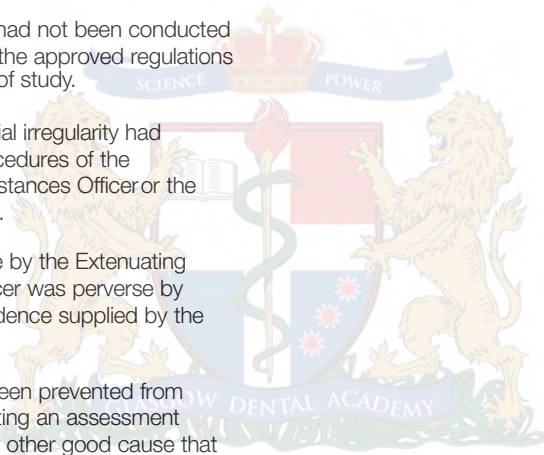 had not been conducted
the approved regulations
of study.
SCIENCE POWER
ial irregularity had
cedures of the
stances Officeror the
.
e by the Extenuating
cer was perverse by
dence supplied by the
een prevented from
ting an assessment
GLASGOW DENTAL ACADEMY
other good cause that